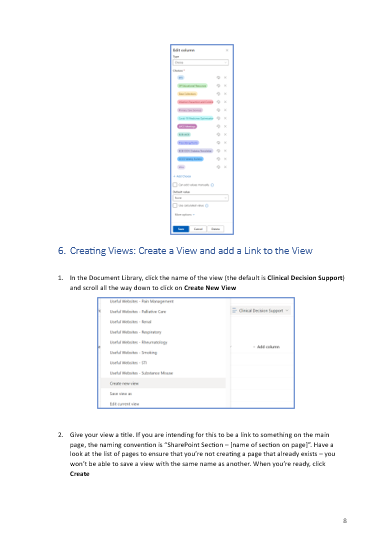 Edit column
Type
6. Creating Views: Create a View and add a Link to the View
1. In the Document Library, click the name of the view (the default is Clinical Decision Support)
and scroll all the way down to click on Create New View
Useful Websites - Pain Management
Useful Websites - Palliative Care
Useful Websites - Renal
Useful Websites - Respiratory
Useful Websites - Rheumatology
Useful Websites - Smoking
Useful Websites - STI
Useful Websites - Substance Misuse
Create new view
Save view as
Edit current view
Clinical Decision Support
+ Add column
2. Give your view a title. If you are intending for this to be a link to something on the main
page, the naming convention is "SharePoint Section – [name of section on page]". Have a
look at the list of pages to ensure that you're not creating a page that already exists – you
won't be able to save a view with the same name as another. When you're ready, click
Create
8